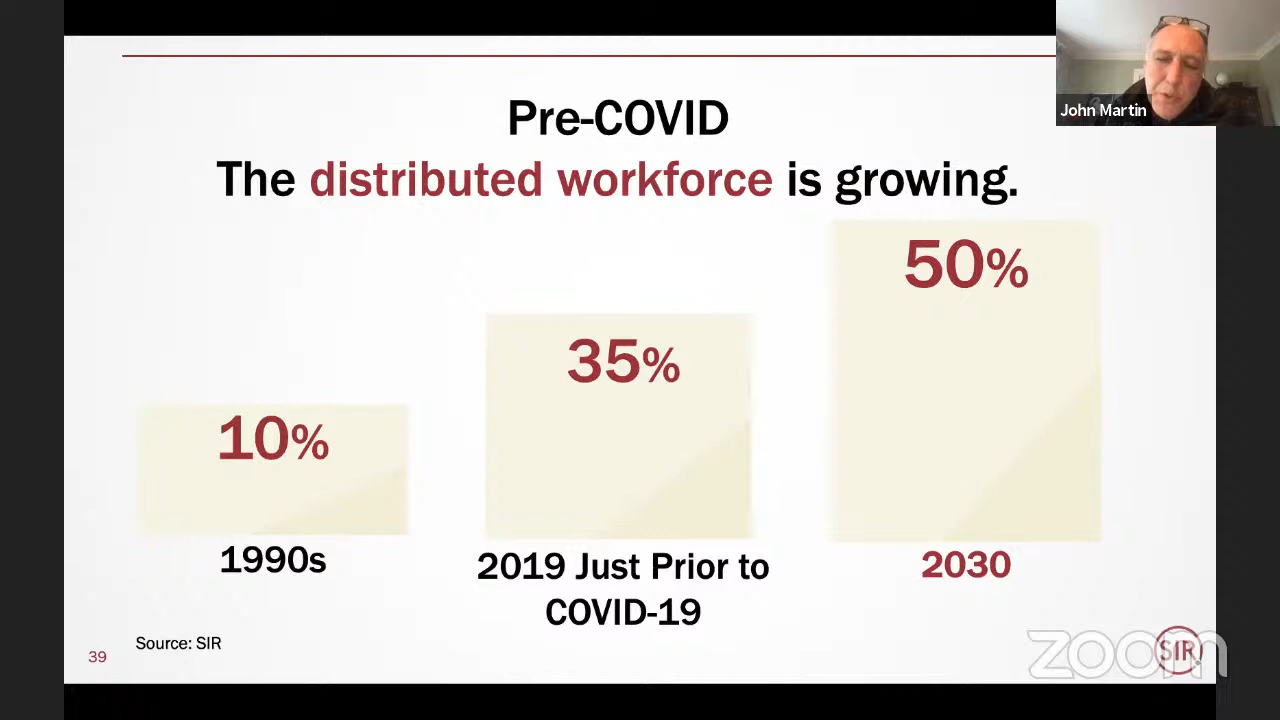 John Martin
Pre-COVID
The distributed workforce is growing.
10%
35%
50%
1990s
2019 Just Prior to
COVID-19
2030
Source: SIR
39
zoom
SIR